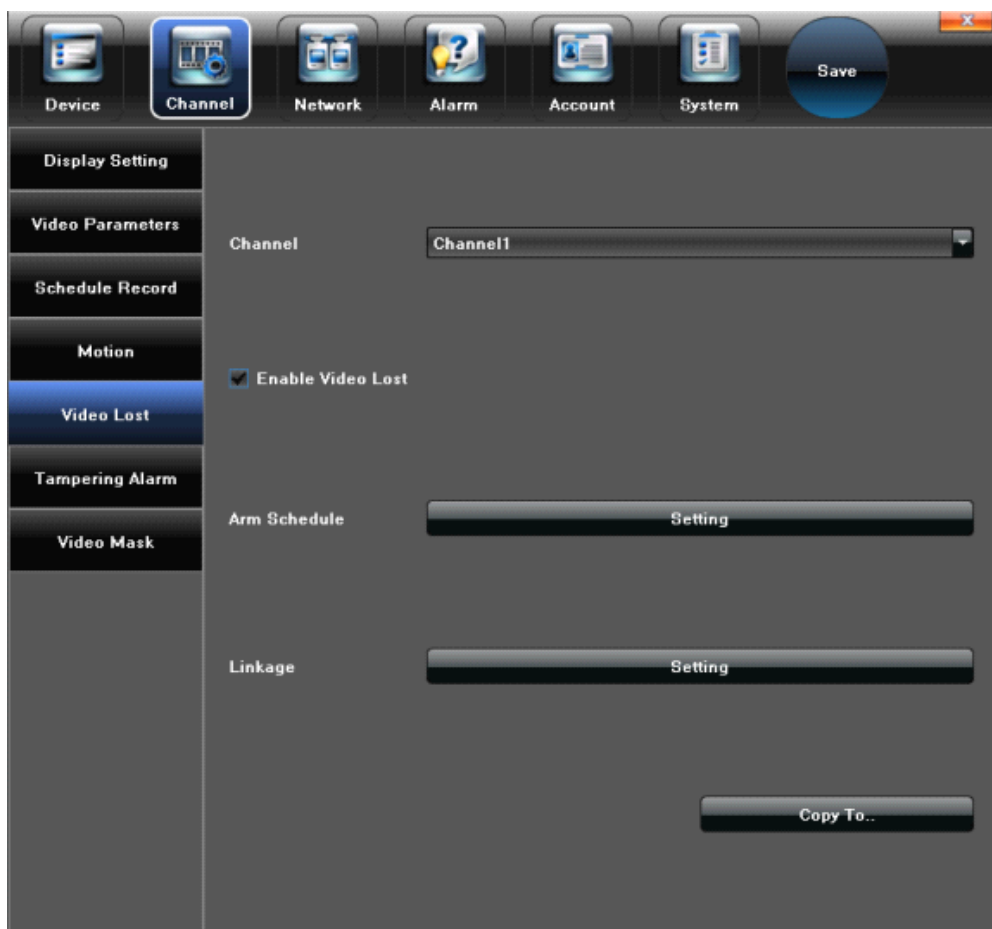 X
Device Channel Network Alarm Account System Save
Display Setting
Video Parameters
Schedule Record
Motion
Video Lost
Tampering Alarm
Video Mask
Channel Channel1
Enable Video Lost
Arm Schedule Setting
Linkage Setting
Copy To..